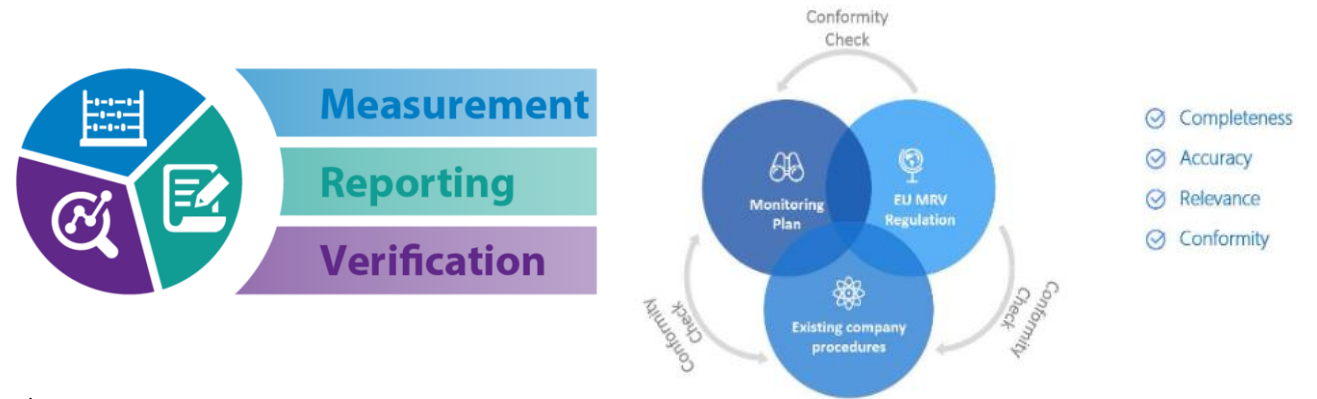 Measurement
Reporting
Verification
Conformity
Check
Monitoring
Plan
EU MRV
Regulation
Existing company
procedures
Conformity
Check
Conformity
Check
Completeness
Accuracy
Relevance
Conformity